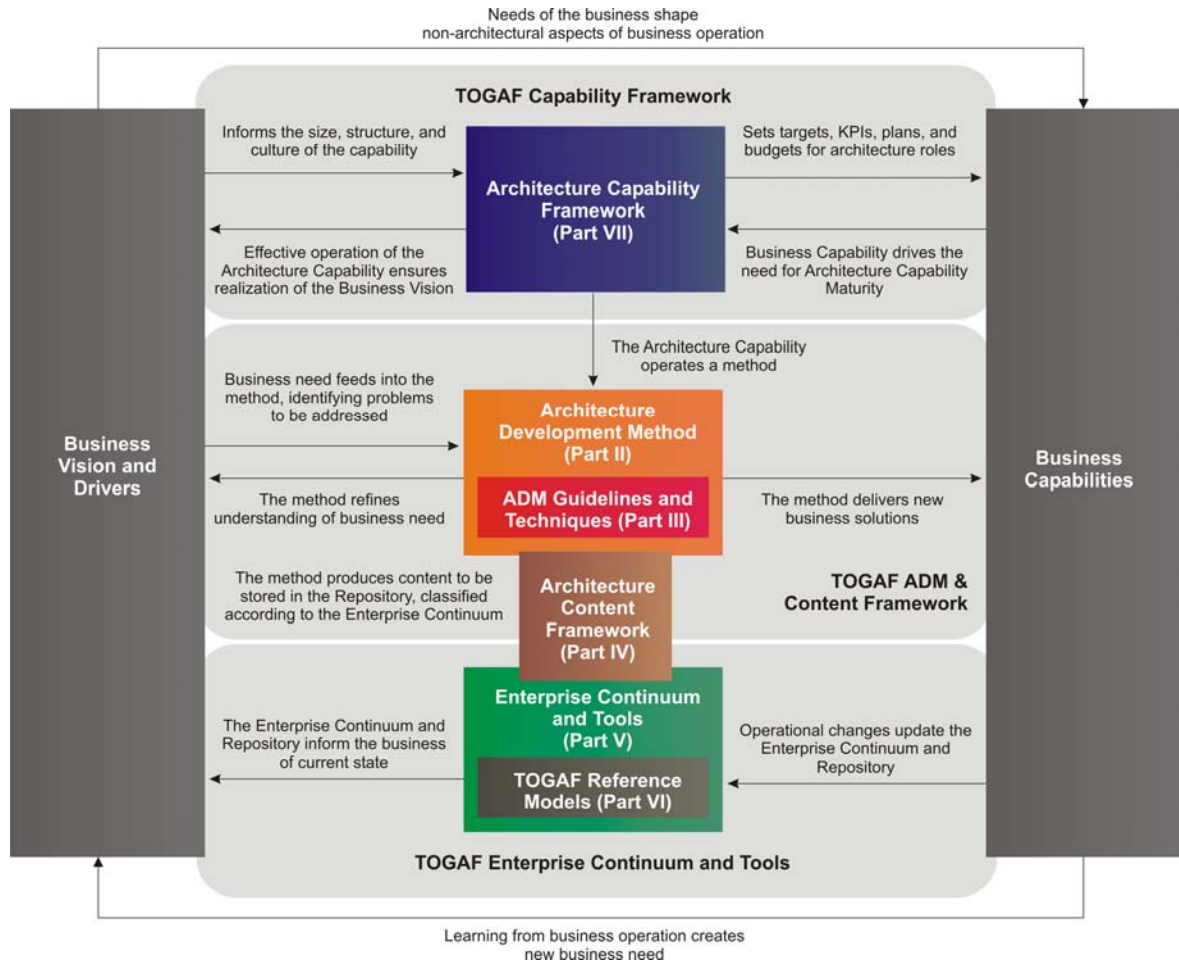 Needs of the business shape
non-architectural aspects of business operation
TOGAF Capability Framework
Informs the size, structure, and
culture of the capability
Architecture Capability
Framework
(Part VII)
Sets targets, KPIs, plans, and
budgets for architecture roles
Effective operation of the
Architecture Capability ensures
realization of the Business Vision
Business Capability drives the
need for Architecture Capability
Maturity
The Architecture Capability
operates a method
Business
Vision and
Drivers
Business need feeds into the
method, identifying problems
to be addressed
Architecture
Development Method
(Part II)
ADM Guidelines and
Techniques (Part III)
Business
Capabilities
The method refines
understanding of business need
The method delivers new
business solutions
The method produces content to be
stored in the Repository, classified
according to the Enterprise Continuum
Architecture
Content
Framework
(Part IV)
TOGAF ADM &
Content Framework
Enterprise Continuum
and Tools
(Part V)
TOGAF Reference
Models (Part VI)
The Enterprise Continuum and
Repository inform the business
of current state
Operational changes update the
Enterprise Continuum and
Repository
TOGAF Enterprise Continuum and Tools
Learning from business operation creates
new business need